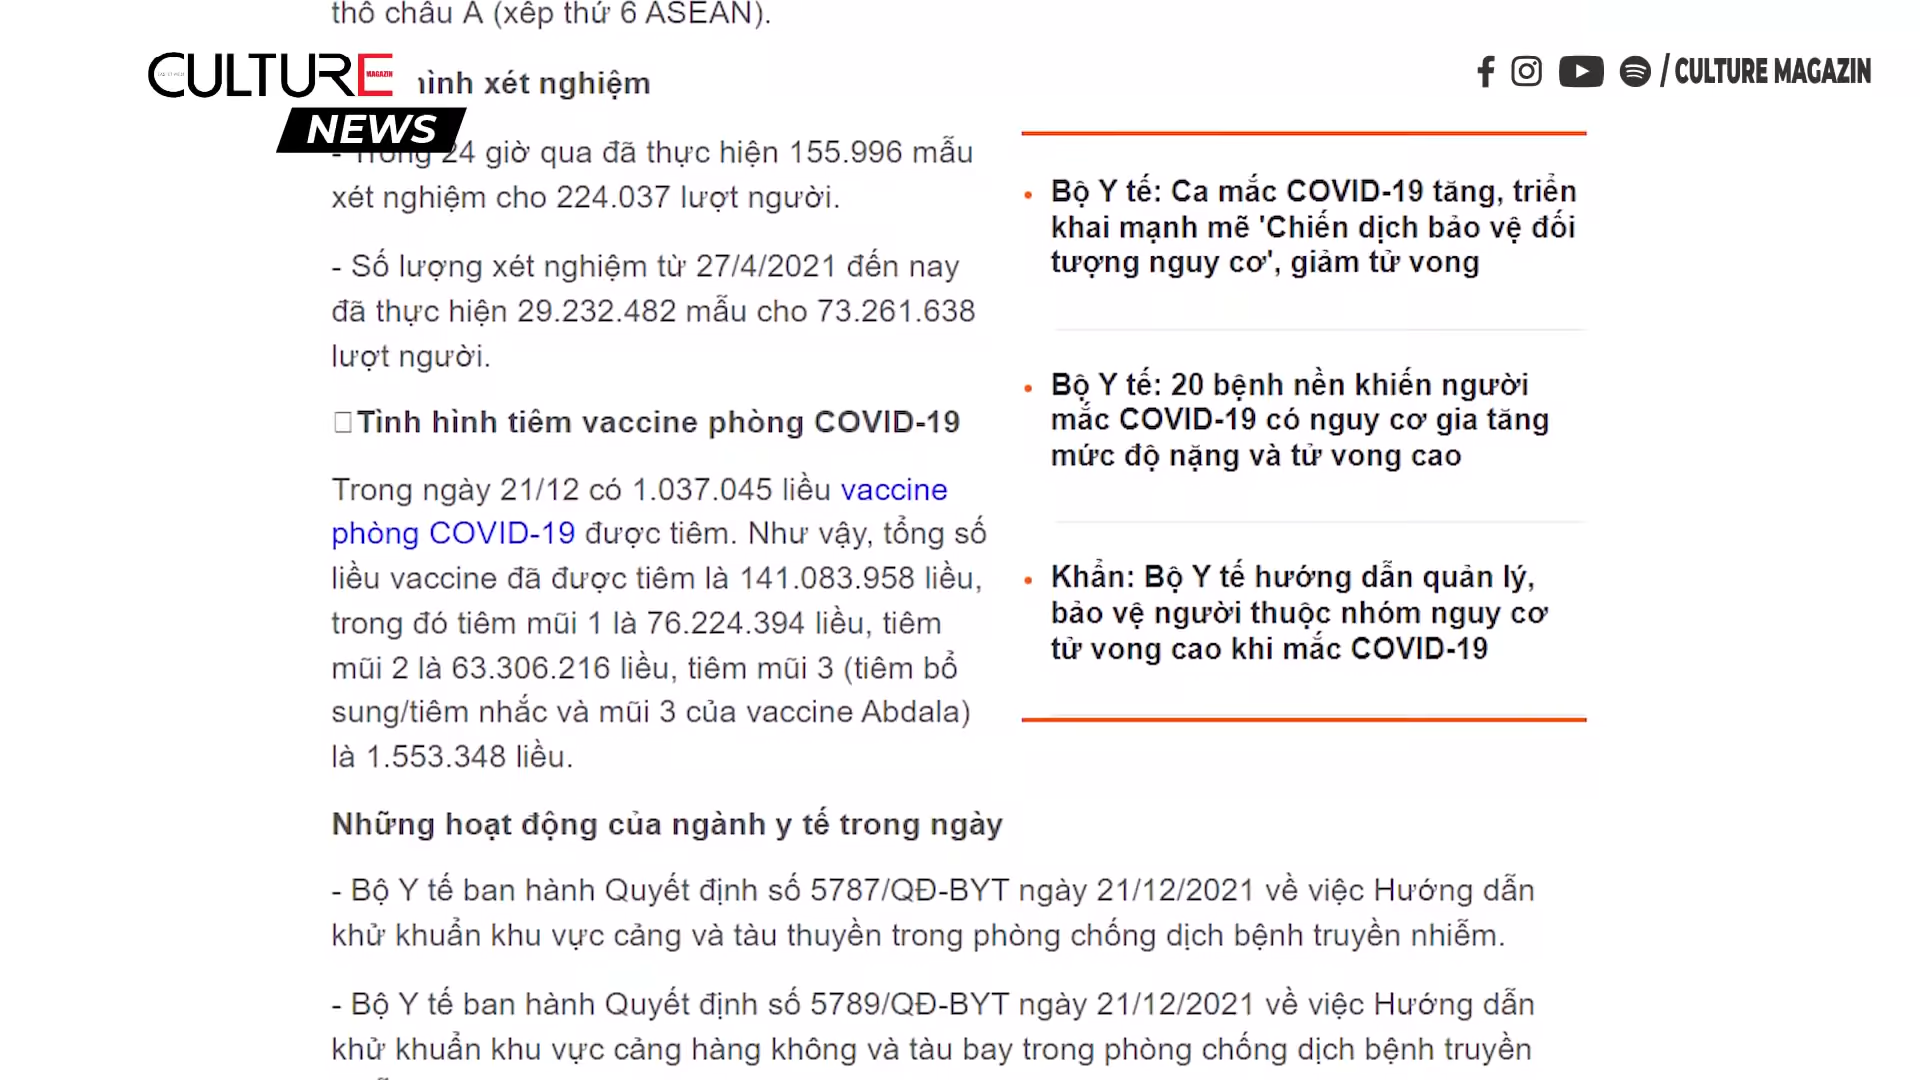 thổ châu Á (xếp thứ 6 ASEAN).
CULTURE
MAGAZIN
NEWS
/ CULTURE MAGAZIN
hình xét nghiệm
- Trong 24 giờ qua đã thực hiện 155.996 mẫu
xét nghiệm cho 224.037 lượt người.
- Số lượng xét nghiệm từ 27/4/2021 đến nay
đã thực hiện 29.232.482 mẫu cho 73.261.638
lượt người.
Tình hình tiêm vaccine phòng COVID-19
Trong ngày 21/12 có 1.037.045 liều vaccine
phòng COVID-19 được tiêm. Như vậy, tổng số
liều vaccine đã được tiêm là 141.083.958 liều,
trong đó tiêm mũi 1 là 76.224.394 liều, tiêm
mũi 2 là 63.306.216 liều, tiêm mũi 3 (tiêm bổ
sung/tiêm nhắc và mũi 3 của vaccine Abdala)
là 1.553.348 liều.
• Bộ Y tế: Ca mắc COVID-19 tăng, triển
khai mạnh mẽ 'Chiến dịch bảo vệ đối
tượng nguy cơ', giảm tử vong
• Bộ Y tế: 20 bệnh nền khiến người
mắc COVID-19 có nguy cơ gia tăng
mức độ nặng và tử vong cao
• Khẩn: Bộ Y tế hướng dẫn quản lý,
bảo vệ người thuộc nhóm nguy cơ
tử vong cao khi mắc COVID-19
Những hoạt động của ngành y tế trong ngày
- Bộ Y tế ban hành Quyết định số 5787/QĐ-BYT ngày 21/12/2021 về việc Hướng dẫn
khử khuẩn khu vực cảng và tàu thuyền trong phòng chống dịch bệnh truyền nhiễm.
- Bộ Y tế ban hành Quyết định số 5789/QĐ-BYT ngày 21/12/2021 về việc Hướng dẫn
khử khuẩn khu vực cảng hàng không và tàu bay trong phòng chống dịch bệnh truyền